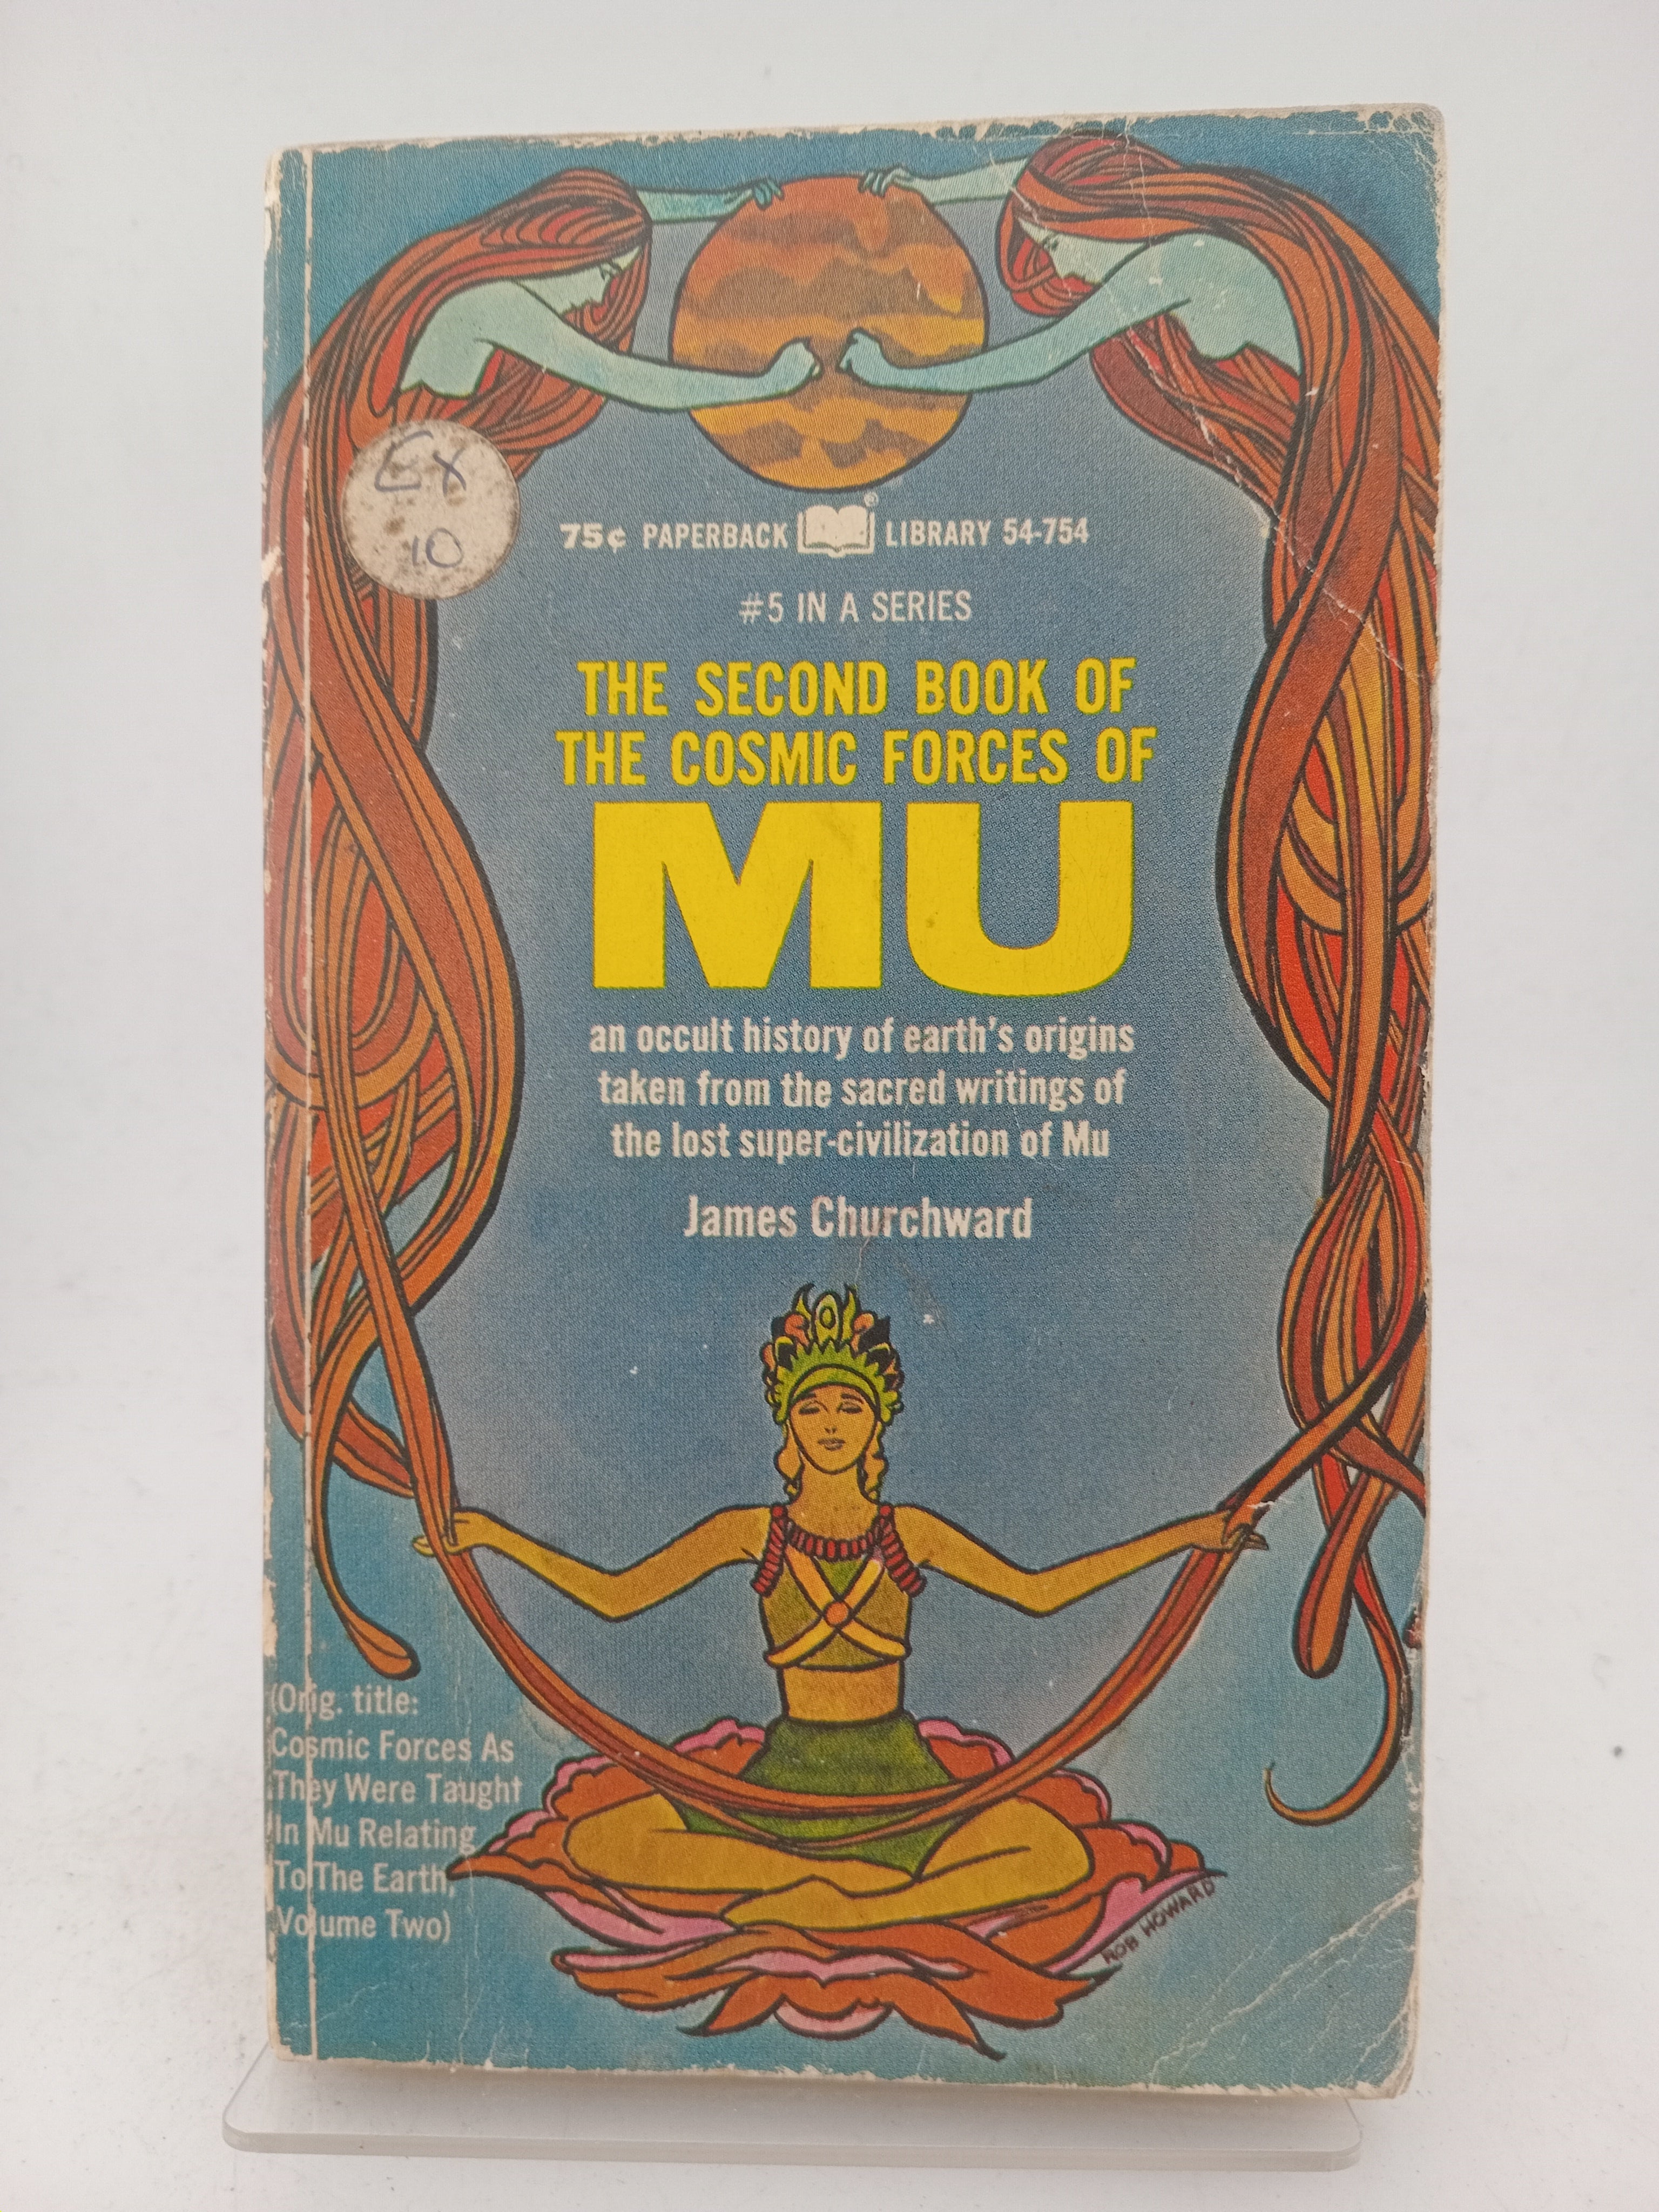 Ex
10
75¢ PAPERBACK LIBRARY 54-754
®
#5 IN A SERIES
THE SECOND BOOK OF
THE COSMIC FORCES OF
MU
an occult history of earth's origins
taken from the sacred writings of
the lost super-civilization of Mu
James Churchward
(Orig. title:
Cosmic Forces As
They Were Taught
In Mu Relating
To The Earth,
Volume Two)
ROB HOWARD